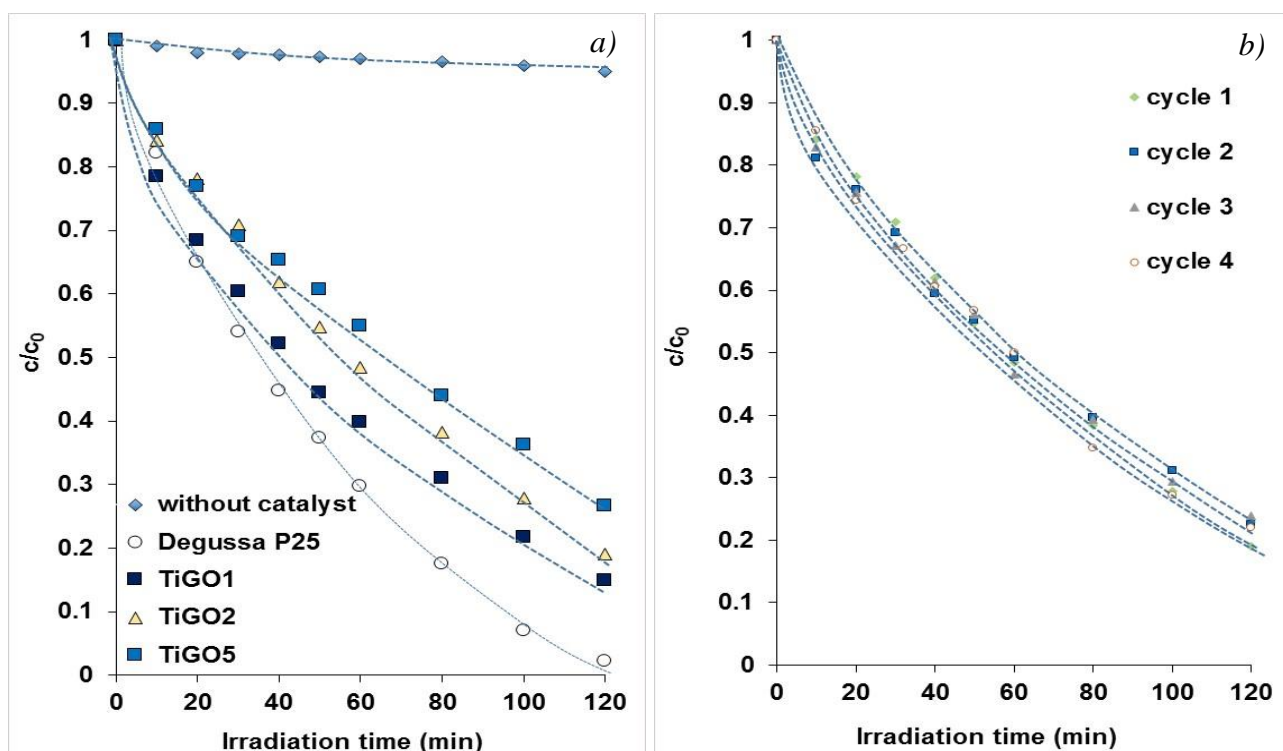 a)
1
0.9
0.8
0.7
0.6
0.5
0.4
0.3
0.2
0.1
0
c/c0
without catalyst
Degussa P25
TiGO1
TiGO2
TiGO5
0 20 40 60 80 100 120
Irradiation time (min)
b)
1
0.9
0.8
0.7
0.6
0.5
0.4
0.3
0.2
0.1
0
c/c0
cycle 1
cycle 2
cycle 3
cycle 4
0 20 40 60 80 100 120
Irradiation time (min)